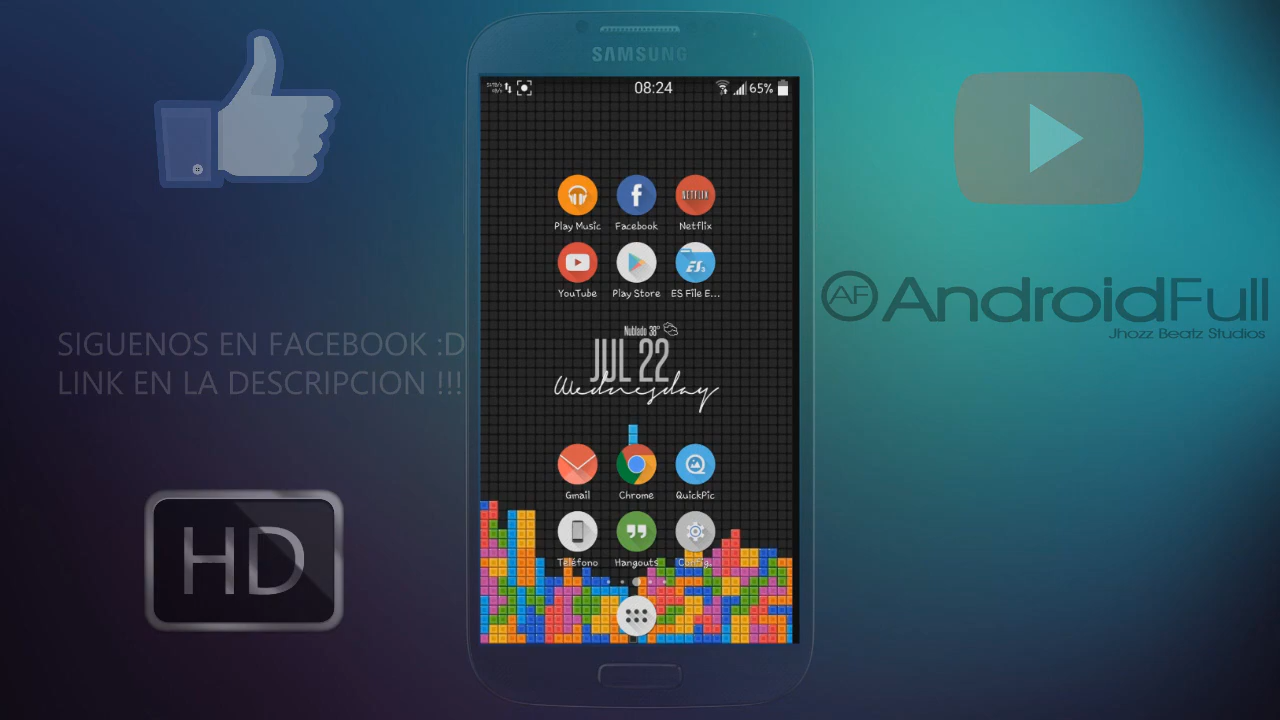 SAMSUNG
08:24
65%
Play Music
Facebook
NETFLIX
Netflix
YouTube
Play Store
ES File E...
Nublado 38°
JUL 22
Wednesday
Gmail
Chrome
QuickPic
Teléfono
Hangouts
Config.
SIGUENOS EN FACEBOOK :D
LINK EN LA DESCRIPCION !!!
HD
AF AndroidFull
Jhozz Beatz Studios